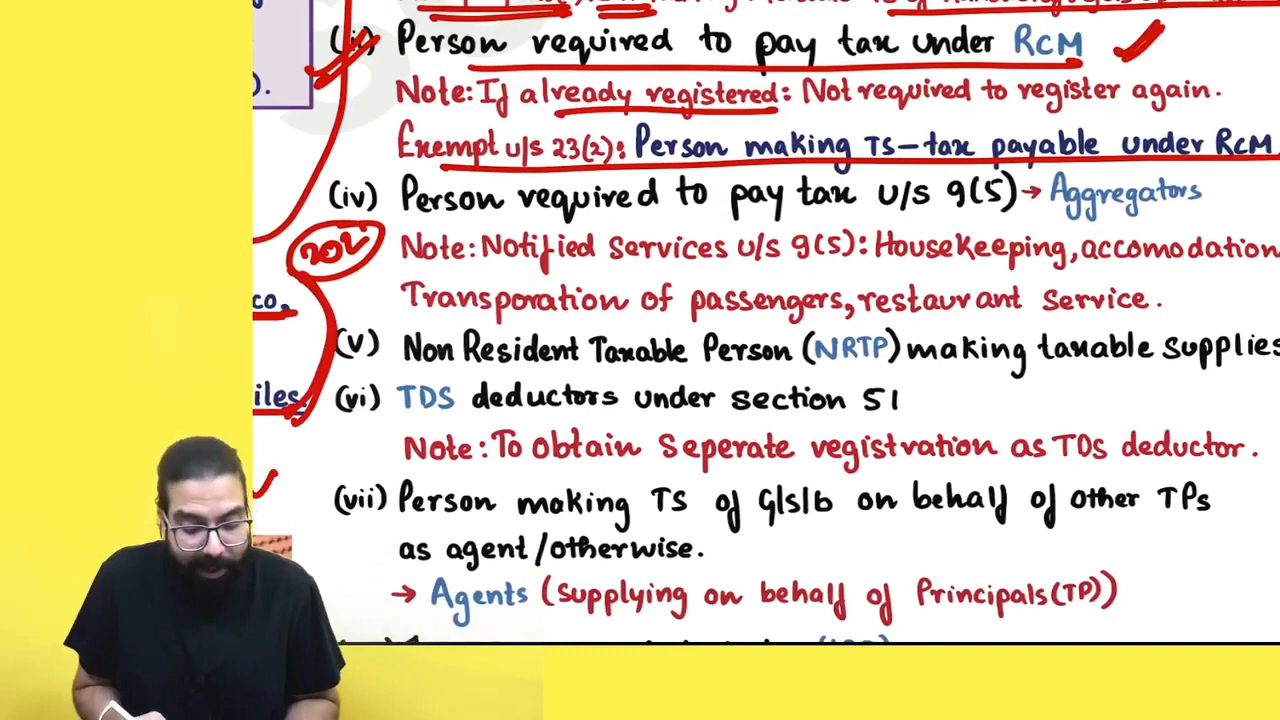 (ii) Person required to pay tax under RCM
D.
Note: If already registered: Not required to register again.
Exempt u/s 23(2): Person making TS-tax payable under RCM
(iv) Person required to pay tax u/s 9(5) → Aggregators
Note: Notified services u/s 9(5): Housekeeping, accomodation
co.
Transporation of passengers, restaurant service.
(v) Non Resident Taxable Person (NRTP) making taxable supplies
iles.
(vi) TDS deductors under section 51
Note: To obtain Seperate registration as TDS deductor.
(vii) Person making TS of G/S/b on behalf of other TPs
as agent/otherwise.
→ Agents (supplying on behalf of Principals (TP))